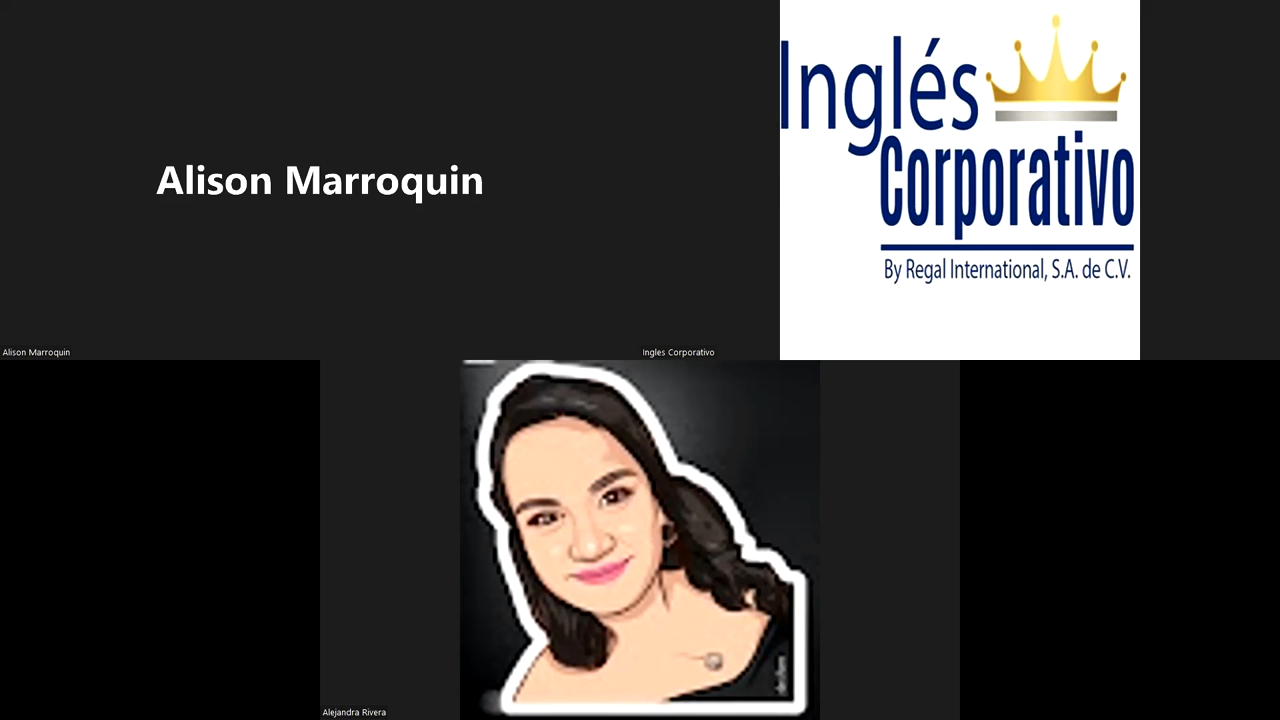 Alison Marroquin
Inglés
Corporativo
By Regal International, S.A. de C.V.
Alison Marroquin
Ingles Corporativo
Alejandra Rivera